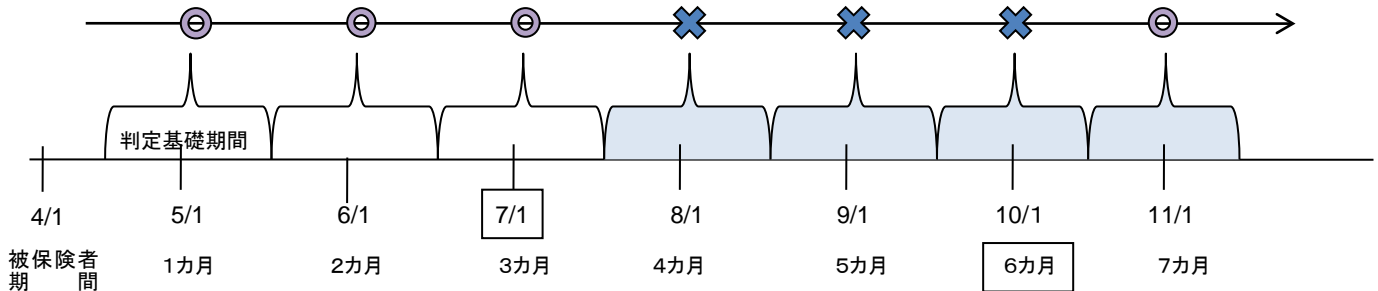 判定基礎期間
4/1 5/1 6/1 7/1 8/1 9/1 10/1 11/1
被保険者
期間
1カ月 2カ月 3カ月 4カ月 5カ月 6カ月 7カ月